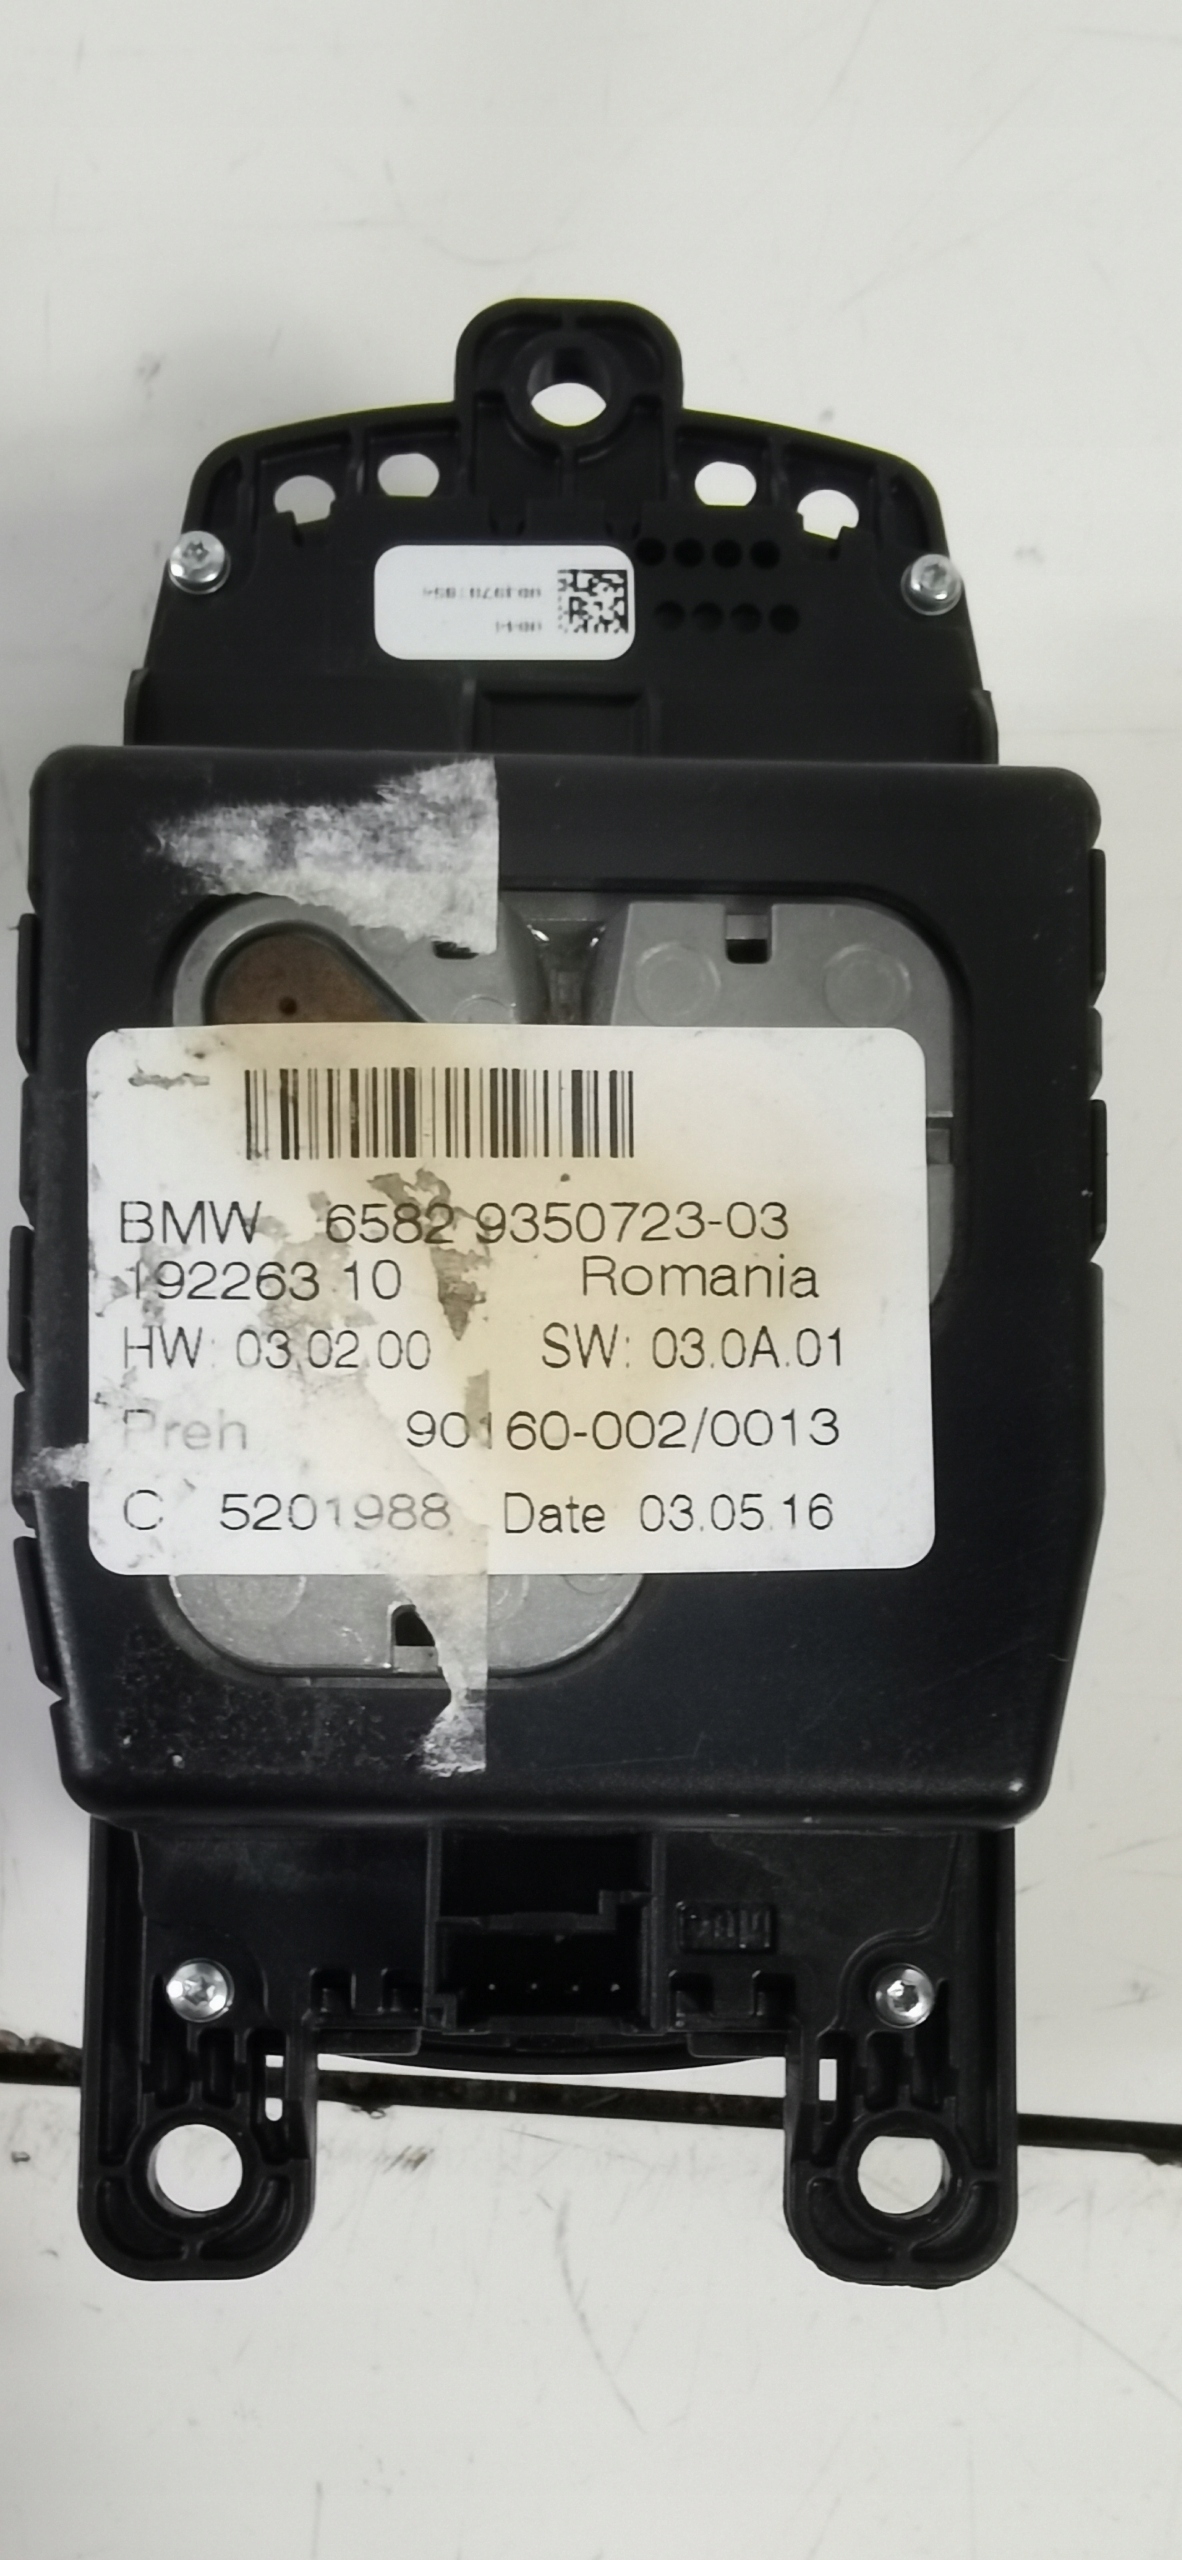 BMW 6582 9350723-03
192263 10 Romania
HW: 03.02.00 SW: 03.0A.01
Preh 90160-002/0013
C 5201988 Date 03.05.16